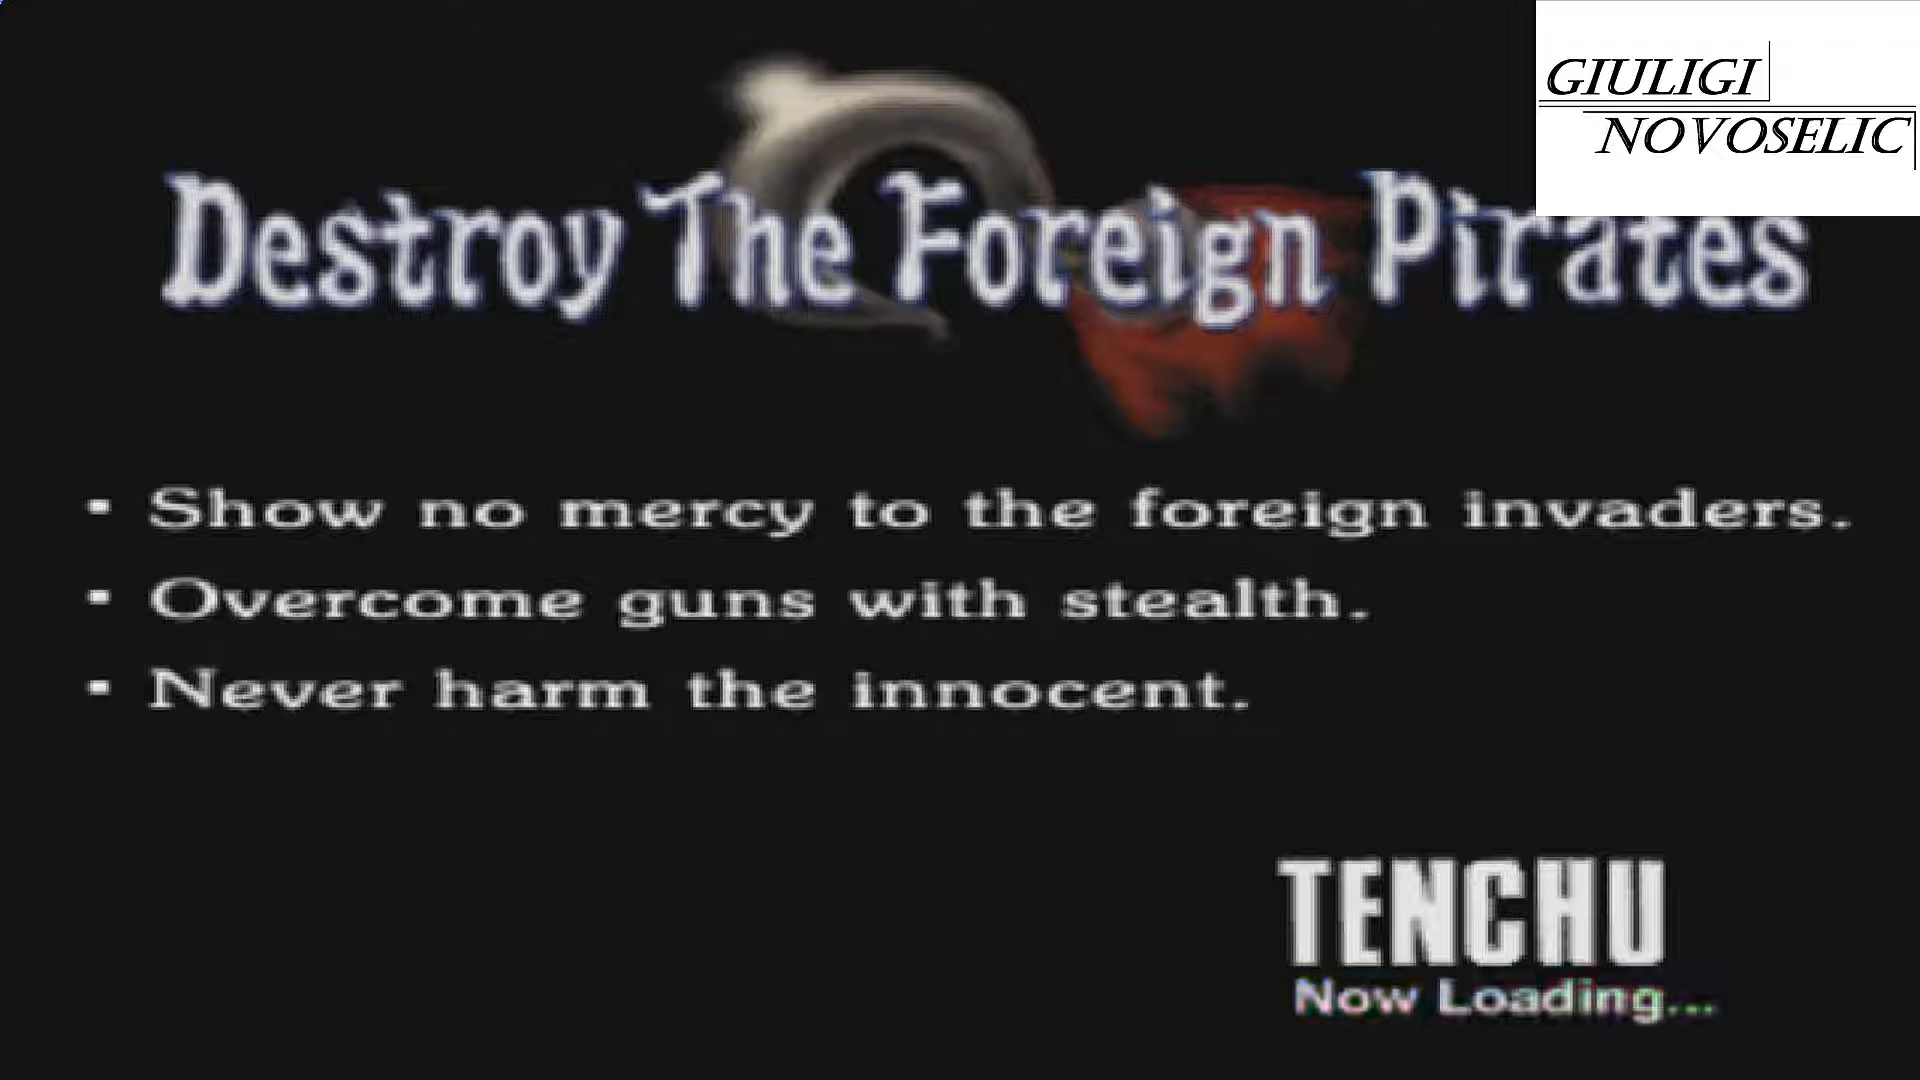 GIULIGI
NOVOSELIC
Destroy The Foreign Pirates
▪ Show no mercy to the foreign invaders.
▪ Overcome guns with stealth.
▪ Never harm the innocent.
TENCHU
Now Loading...